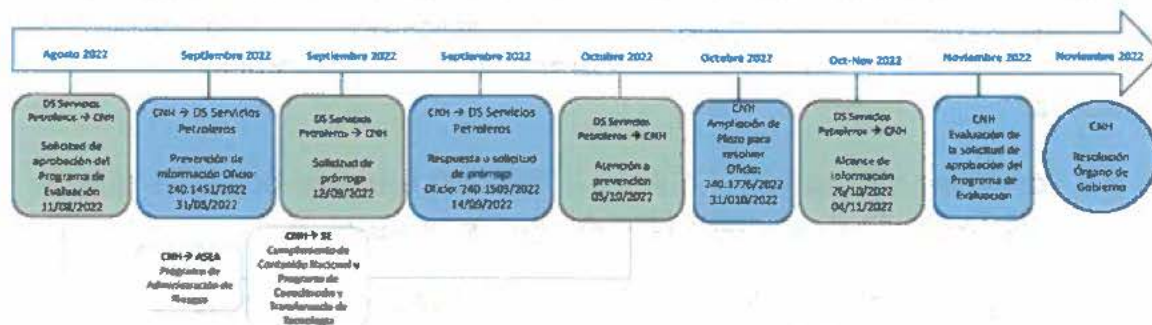 Agosto 2022
Septiembre 2022
Septiembre 2022
Septiembre 2022
Octubre 2022
Octubre 2022
Oct-Nov 2022
Noviembre 2022
Noviembre 2022
DS Servicios
Petroleros → CNH
Solicitud de
aprobación del
Programa de
Evaluación
11/08/2022
CNH → DS Servicios
Petroleros
Prevención de
información Oficio:
240.1451/2022
31/08/2022
DS Servicios
Petroleros → CNH
Solicitud de
prórroga
12/09/2022
CNH → DS Servicios
Petroleros
Respuesta a solicitud
de prórroga
Oficio: 240.1509/2022
14/09/2022
DS Servicios
Petroleros → CNH
Atención a
prevención
05/10/2022
CNH
Ampliación de
Plazo para
resolver
Oficio:
240.1776/2022
31/010/2022
DS Servicios
Petroleros → CNH
Alcance de
información
26/10/2022
04/11/2022
CNH
Evaluación de
la solicitud de
aprobación del
Programa de
Evaluación
CNH
Resolución
Órgano de
Gobierno
CNH → ASEA
Programa de
Administración de
Riesgos
CNH → SE
Cumplimiento de
Contenido Nacional y
Programa de
Capacitación y
Transferencia de
Tecnología